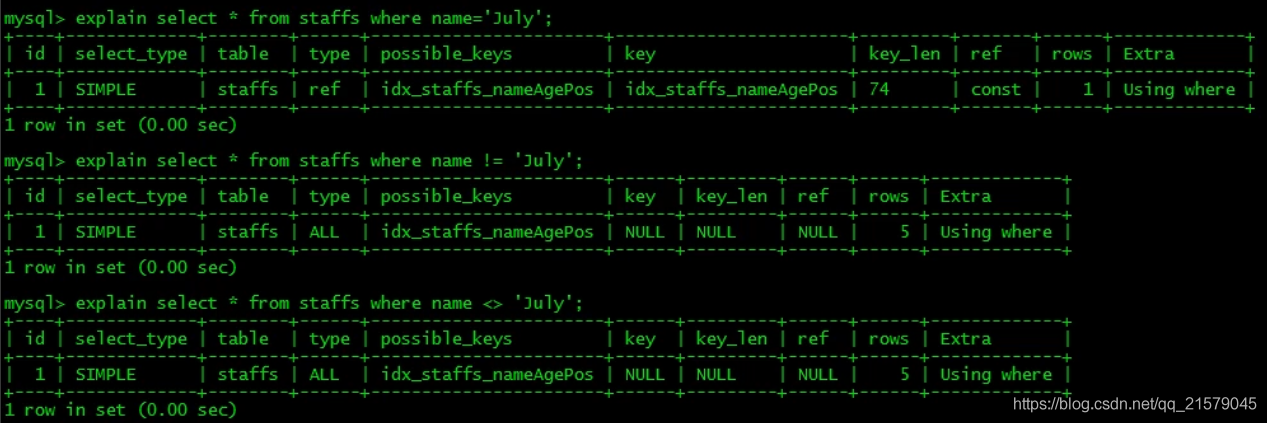 mysql> explain select * from staffs where name='July';
+----+-------------+--------+------+-----------------------+-----------------------+---------+-------+------+-------------+
| id | select_type | table  | type | possible_keys         | key                   | key_len | ref   | rows | Extra       |
+----+-------------+--------+------+-----------------------+-----------------------+---------+-------+------+-------------+
|  1 | SIMPLE      | staffs | ref  | idx_staffs_nameAgePos | idx_staffs_nameAgePos | 74      | const |    1 | Using where |
+----+-------------+--------+------+-----------------------+-----------------------+---------+-------+------+-------------+
1 row in set (0.00 sec)
mysql> explain select * from staffs where name != 'July';
+----+-------------+--------+------+-----------------------+------+---------+------+------+-------------+
| id | select_type | table  | type | possible_keys         | key  | key_len | ref  | rows | Extra       |
+----+-------------+--------+------+-----------------------+------+---------+------+------+-------------+
|  1 | SIMPLE      | staffs | ALL  | idx_staffs_nameAgePos | NULL | NULL    | NULL |    5 | Using where |
+----+-------------+--------+------+-----------------------+------+---------+------+------+-------------+
1 row in set (0.00 sec)
mysql> explain select * from staffs where name <> 'July';
+----+-------------+--------+------+-----------------------+------+---------+------+------+-------------+
| id | select_type | table  | type | possible_keys         | key  | key_len | ref  | rows | Extra       |
+----+-------------+--------+------+-----------------------+------+---------+------+------+-------------+
|  1 | SIMPLE      | staffs | ALL  | idx_staffs_nameAgePos | NULL | NULL    | NULL |    5 | Using where |
+----+-------------+--------+------+-----------------------+------+---------+------+------+-------------+
1 row in set (0.00 sec)
https://blog.csdn.net/qq_21579045